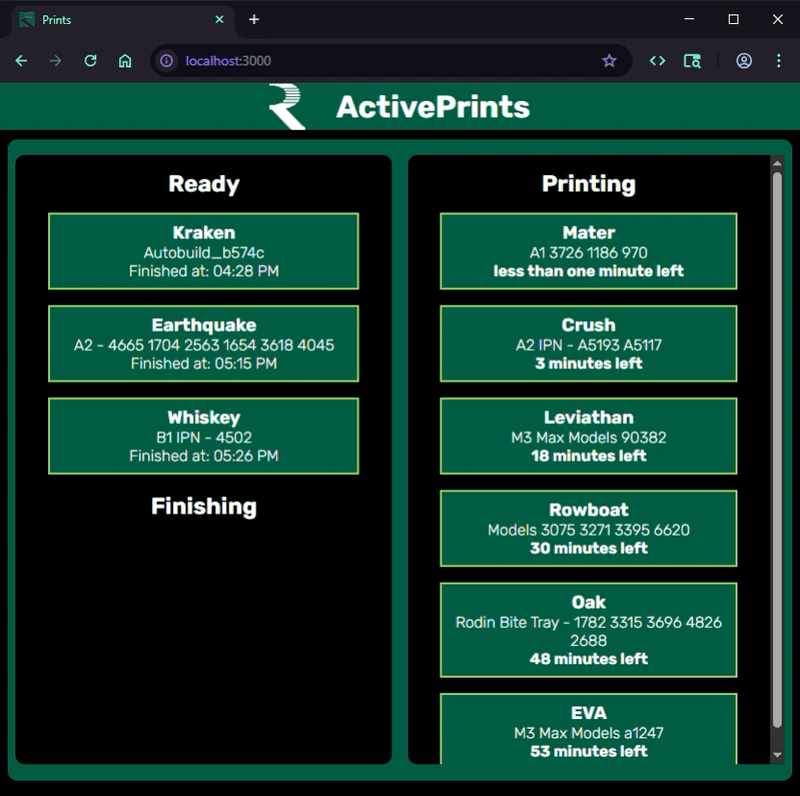 Prints
localhost:3000
ActivePrints
Ready
Kraken
Autobuild_b574c
Finished at: 04:28 PM
Earthquake
A2 - 4665 1704 2563 1654 3618 4045
Finished at: 05:15 PM
Whiskey
B1 IPN - 4502
Finished at: 05:26 PM
Finishing
Printing
Mater
A1 3726 1186 970
less than one minute left
Crush
A2 IPN - A5193 A5117
3 minutes left
Leviathan
M3 Max Models 90382
18 minutes left
Rowboat
Models 3075 3271 3395 6620
30 minutes left
Oak
Rodin Bite Tray - 1782 3315 3696 4826
2688
48 minutes left
EVA
M3 Max Models a1247
53 minutes left